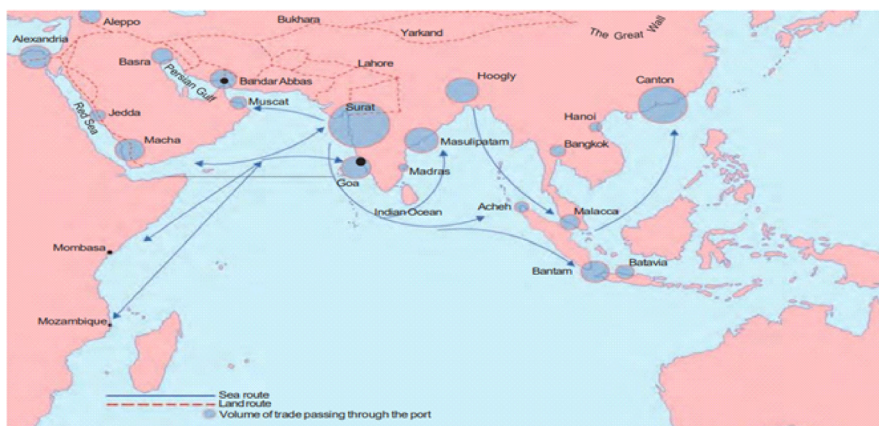 Aleppo
Bukhara
Yarkand
The Great Wall
Alexandria
Basra
Lahore
Persian Gulf
Bandar Abbas
Hoogly
Canton
Muscat
Surat
Red Sea
Jedda
Hanoi
Macha
Masulipatam
Bangkok
Goa
Madras
Indian Ocean
Acheh
Malacca
Mombasa
Bantam
Batavia
Mozambique
Sea route
Land route
Volume of trade passing through the port